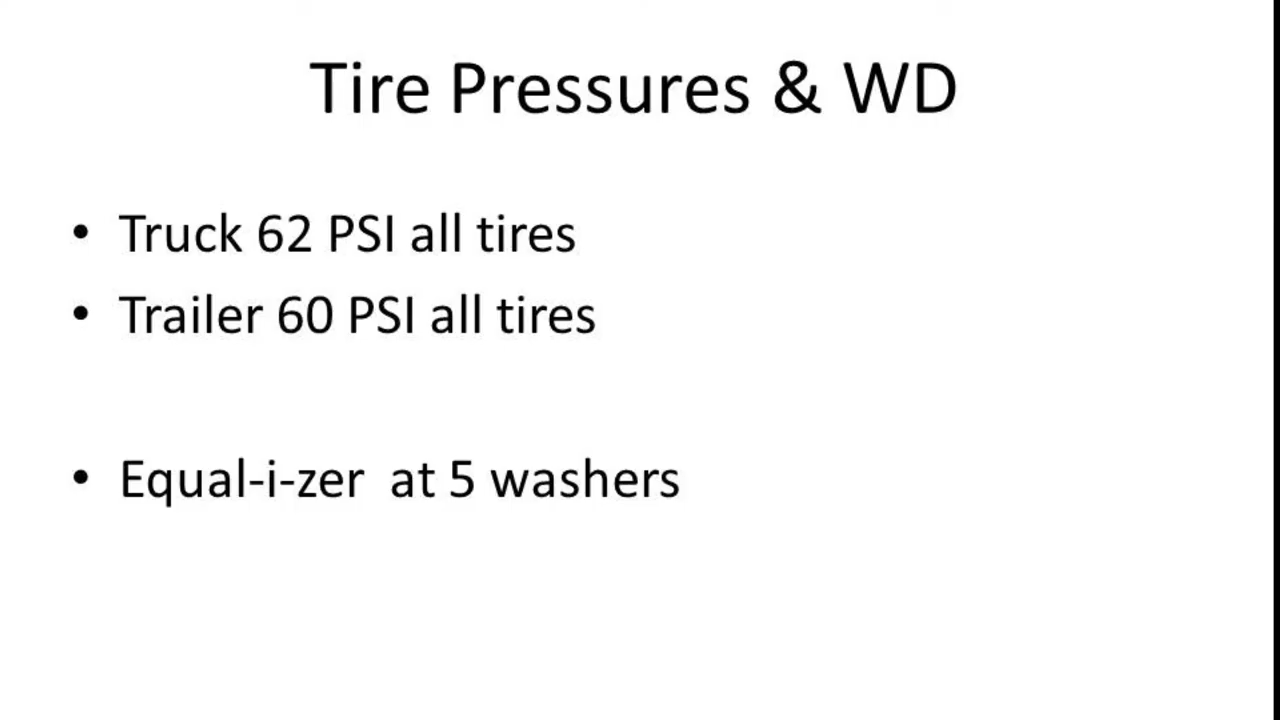 Tire Pressures & WD
• Truck 62 PSI all tires
• Trailer 60 PSI all tires
• Equal-i-zer  at 5 washers